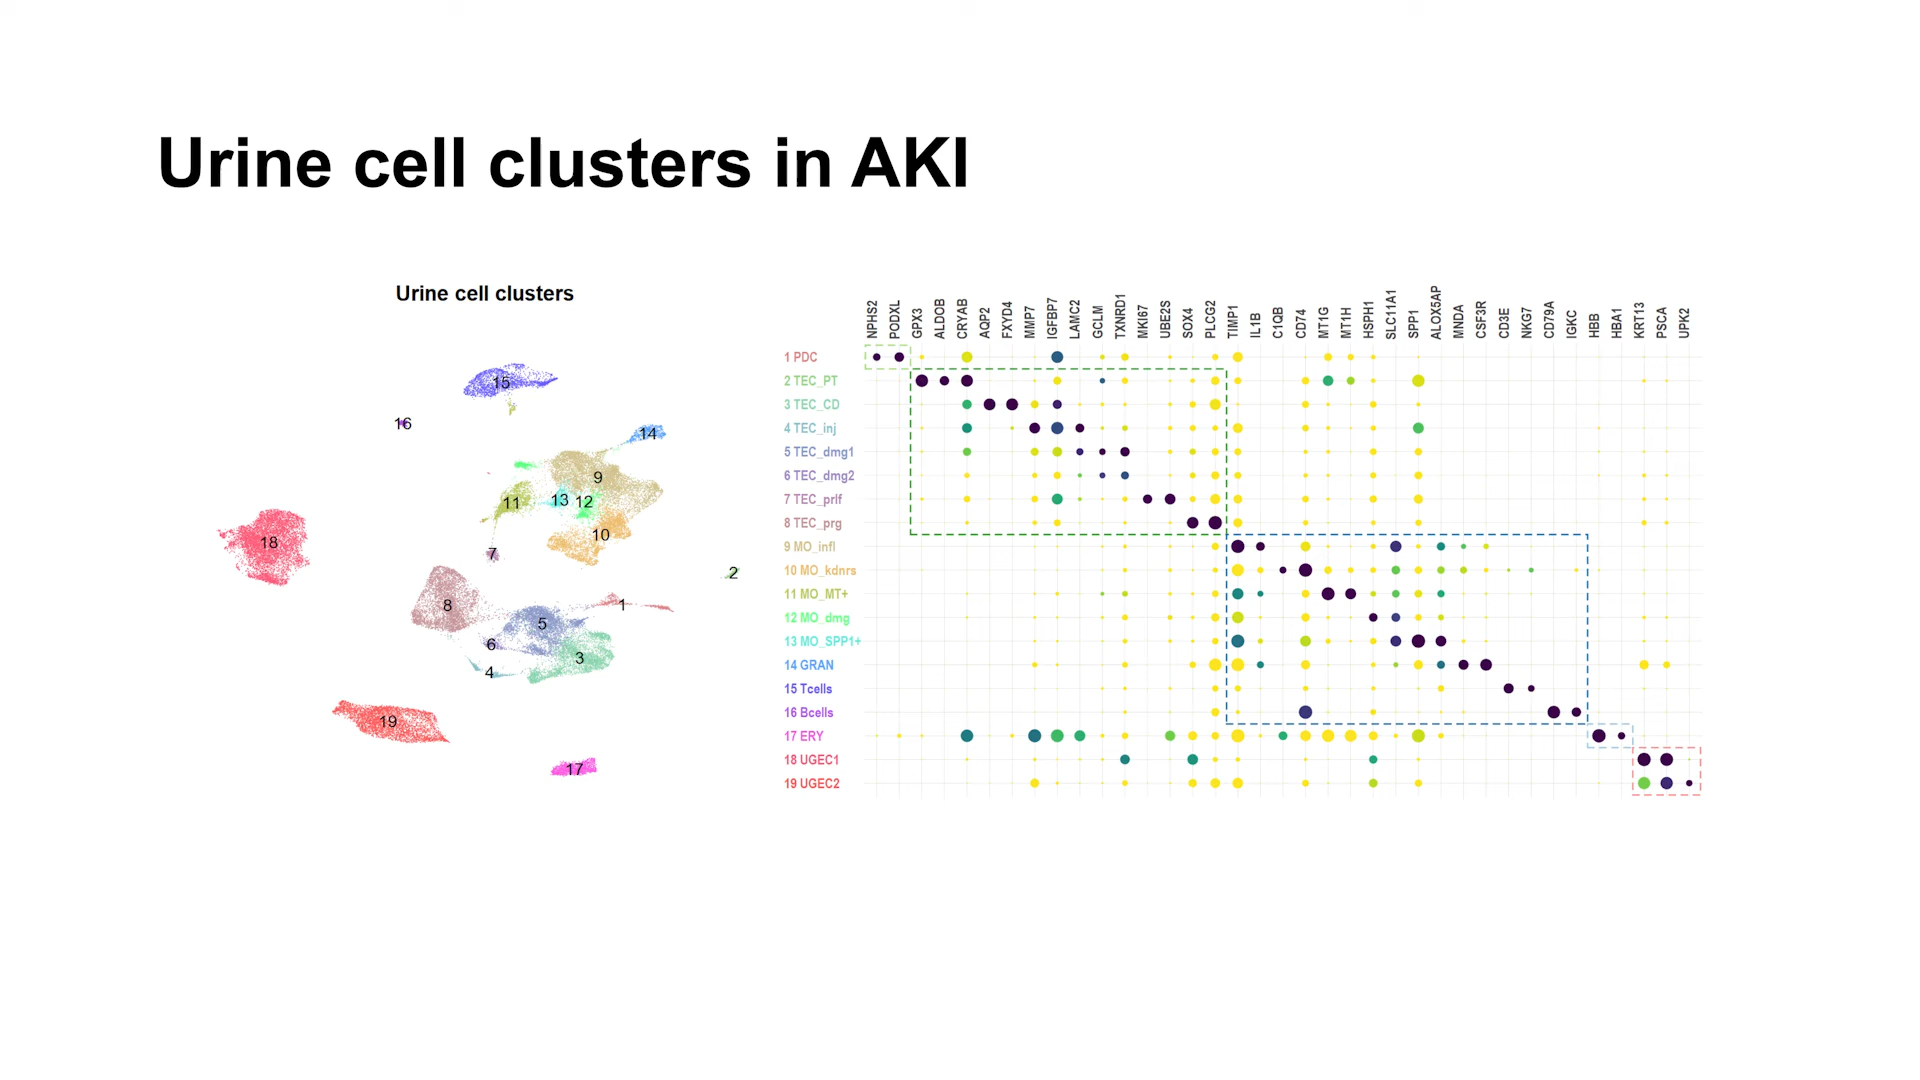 Urine cell clusters in AKI
Urine cell clusters
15
16
14
9
13
12
11
10
18
7
2
8
1
5
6
3
4
19
17
NPHS2
PODXL
GPX3
ALDOB
CRYAB
AQP2
FXYD4
MMP7
IGFBP7
LAMC2
GCLM
TXNRD1
MKI67
UBE2S
SOX4
PLCG2
TIMP1
IL1B
C1QB
CD74
MT1G
MT1H
HSPH1
SLC11A1
SPP1
ALOX5AP
MNDA
CSF3R
CD3E
NKG7
CD79A
IGKC
HBB
HBA1
KRT13
PSCA
UPK2
1 PDC
2 TEC_PT
3 TEC_CD
4 TEC_inj
5 TEC_dmg1
6 TEC_dmg2
7 TEC_prlf
8 TEC_prg
9 MO_infl
10 MO_kdnrs
11 MO_MT+
12 MO_dmg
13 MO_SPP1+
14 GRAN
15 Tcells
16 Bcells
17 ERY
18 UGEC1
19 UGEC2